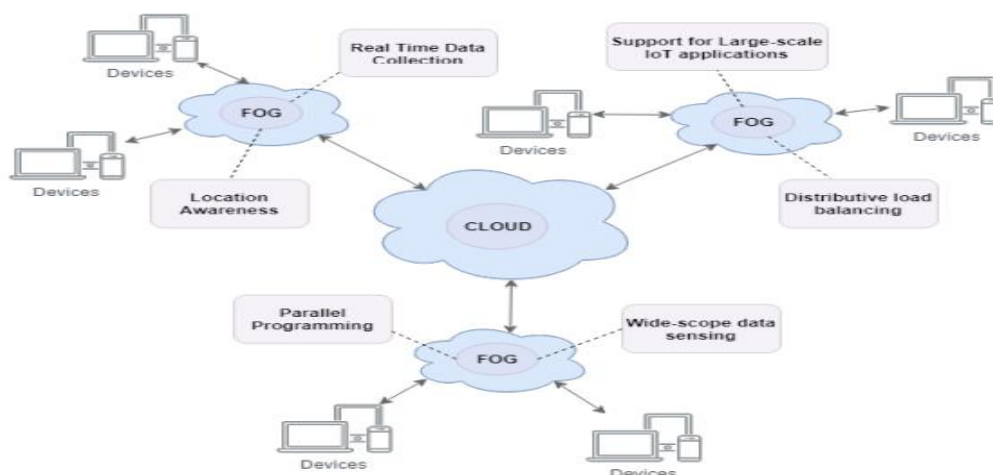 Devices
Real Time Data
Collection
FOG
Devices
Location
Awareness
Support for Large-scale
IoT applications
Devices
FOG
Devices
Distributive load
balancing
CLOUD
Parallel
Programming
FOG
Wide-scope data
sensing
Devices
Devices